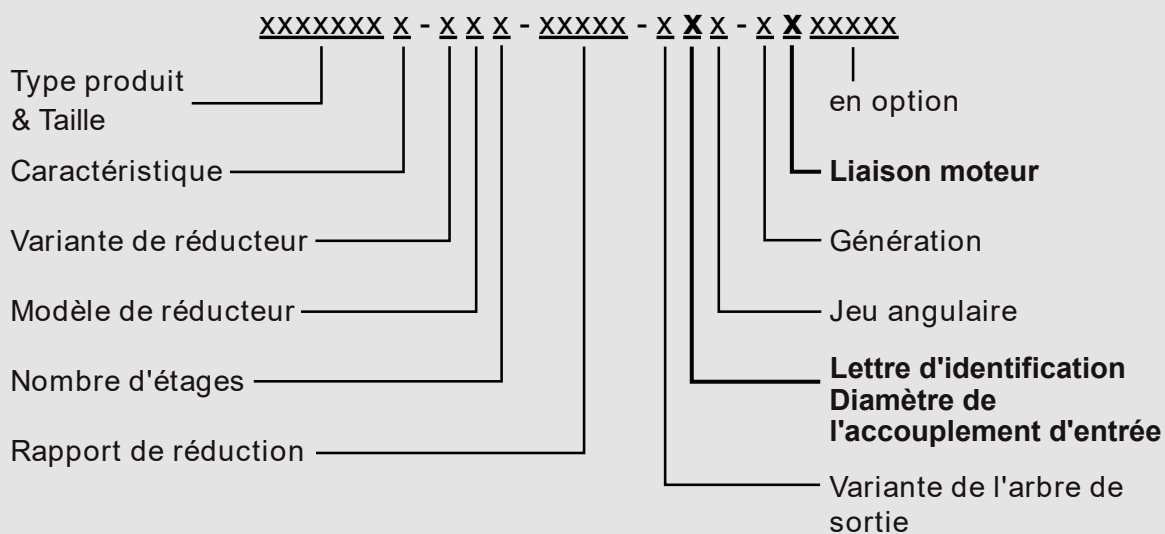 xxxxxxx x - x x x - xxxxx - x x x - x x xxxxx
Type produit
& Taille
Caractéristique
Variante de réducteur
Modèle de réducteur
Nombre d'étages
Rapport de réduction
en option
Liaison moteur
Génération
Jeu angulaire
Lettre d'identification
Diamètre de
l'accouplement d'entrée
Variante de l'arbre de
sortie